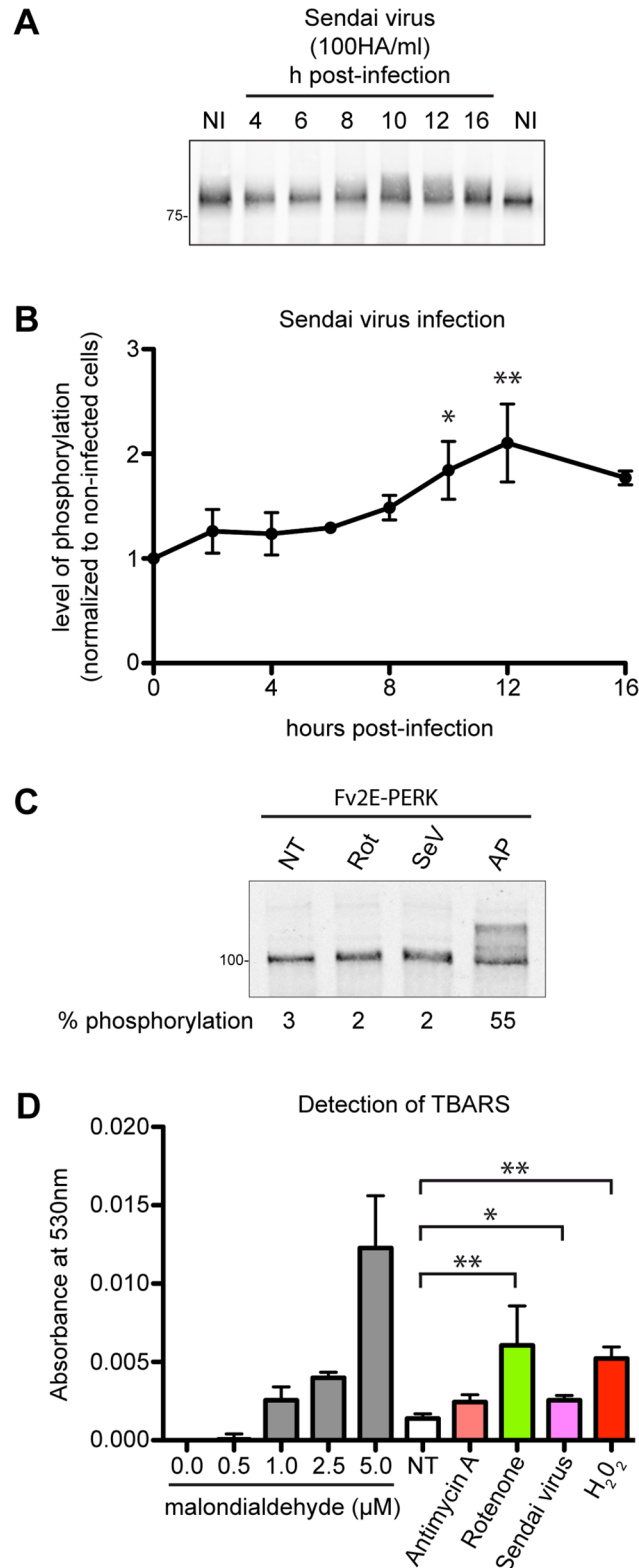 A
Sendai virus
(100HA/ml)
h post-infection
NI 4 6 8 10 12 16 NI
75-
B
Sendai virus infection
level of phosphorylation
(normalized to non-infected cells)
3
2
1
0
*
**
0 4 8 12 16
hours post-infection
C
Fv2E-PERK
NT Rot SeV AP
100-
% phosphorylation 3 2 2 55
D
Detection of TBARS
Absorbance at 530nm
0.020
0.015
0.010
0.005
0.000
**
*
**
0.0 0.5 1.0 2.5 5.0 NT Antimycin A Rotenone Sendai virus H₂0₂
malondialdehyde (µM)